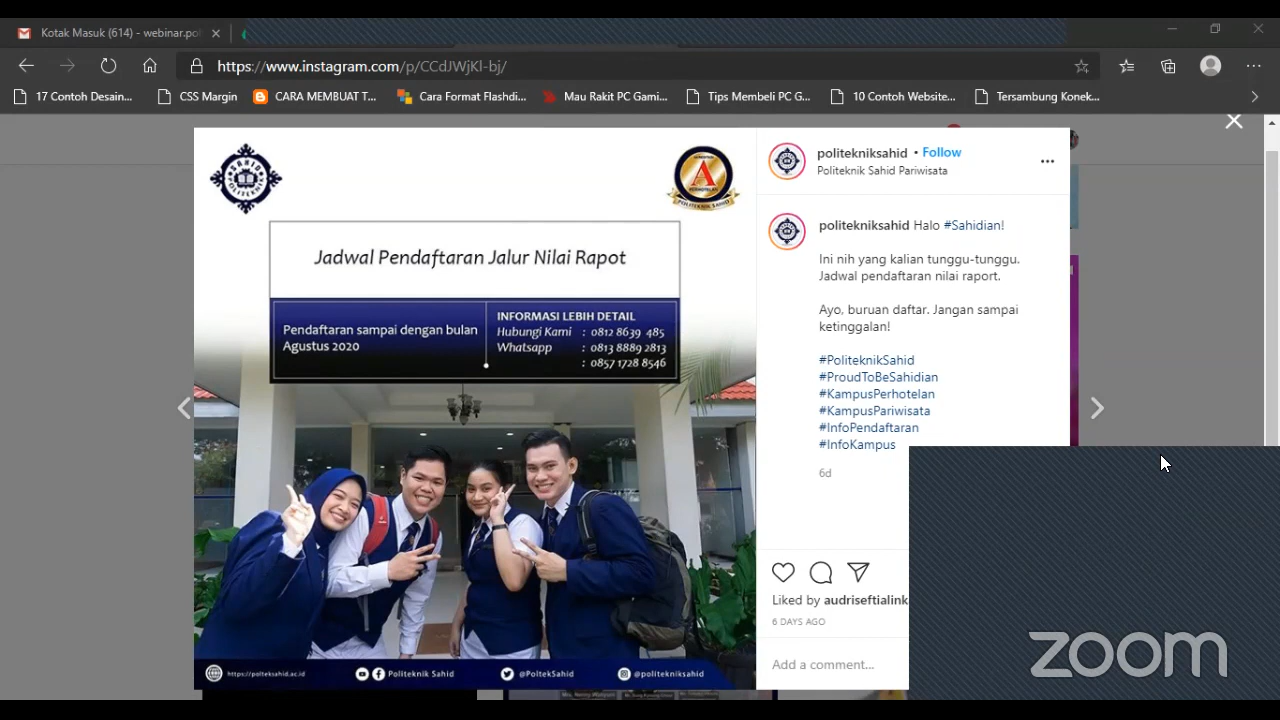 Kotak Masuk (614) - webinar.pol
https://www.instagram.com/p/CCdJWjKl-bj/
17 Contoh Desain...
CSS Margin
CARA MEMBUAT T...
Cara Format Flashdi...
Mau Rakit PC Gami...
Tips Membeli PC G...
10 Contoh Website...
Tersambung Konek...
POLITEKNIK SAHID
Jadwal Pendaftaran Jalur Nilai Rapot
Pendaftaran sampai dengan bulan
Agustus 2020
INFORMASI LEBIH DETAIL
Hubungi Kami : 0812 8639 485
Whatsapp : 0813 8889 2813
: 0857 1728 8546
https://polteksahid.ac.id
Politeknik Sahid
@PoltekSahid
@politekniksahid
politekniksahid • Follow
Politeknik Sahid Pariwisata
politekniksahid Halo #Sahidian!
Ini nih yang kalian tunggu-tunggu.
Jadwal pendaftaran nilai raport.
Ayo, buruan daftar. Jangan sampai
ketinggalan!
#PoliteknikSahid
#ProudToBeSahidian
#KampusPerhotelan
#KampusPariwisata
#InfoPendaftaran
#InfoKampus
6d
Liked by audriseftialink
6 DAYS AGO
Add a comment...
zoom